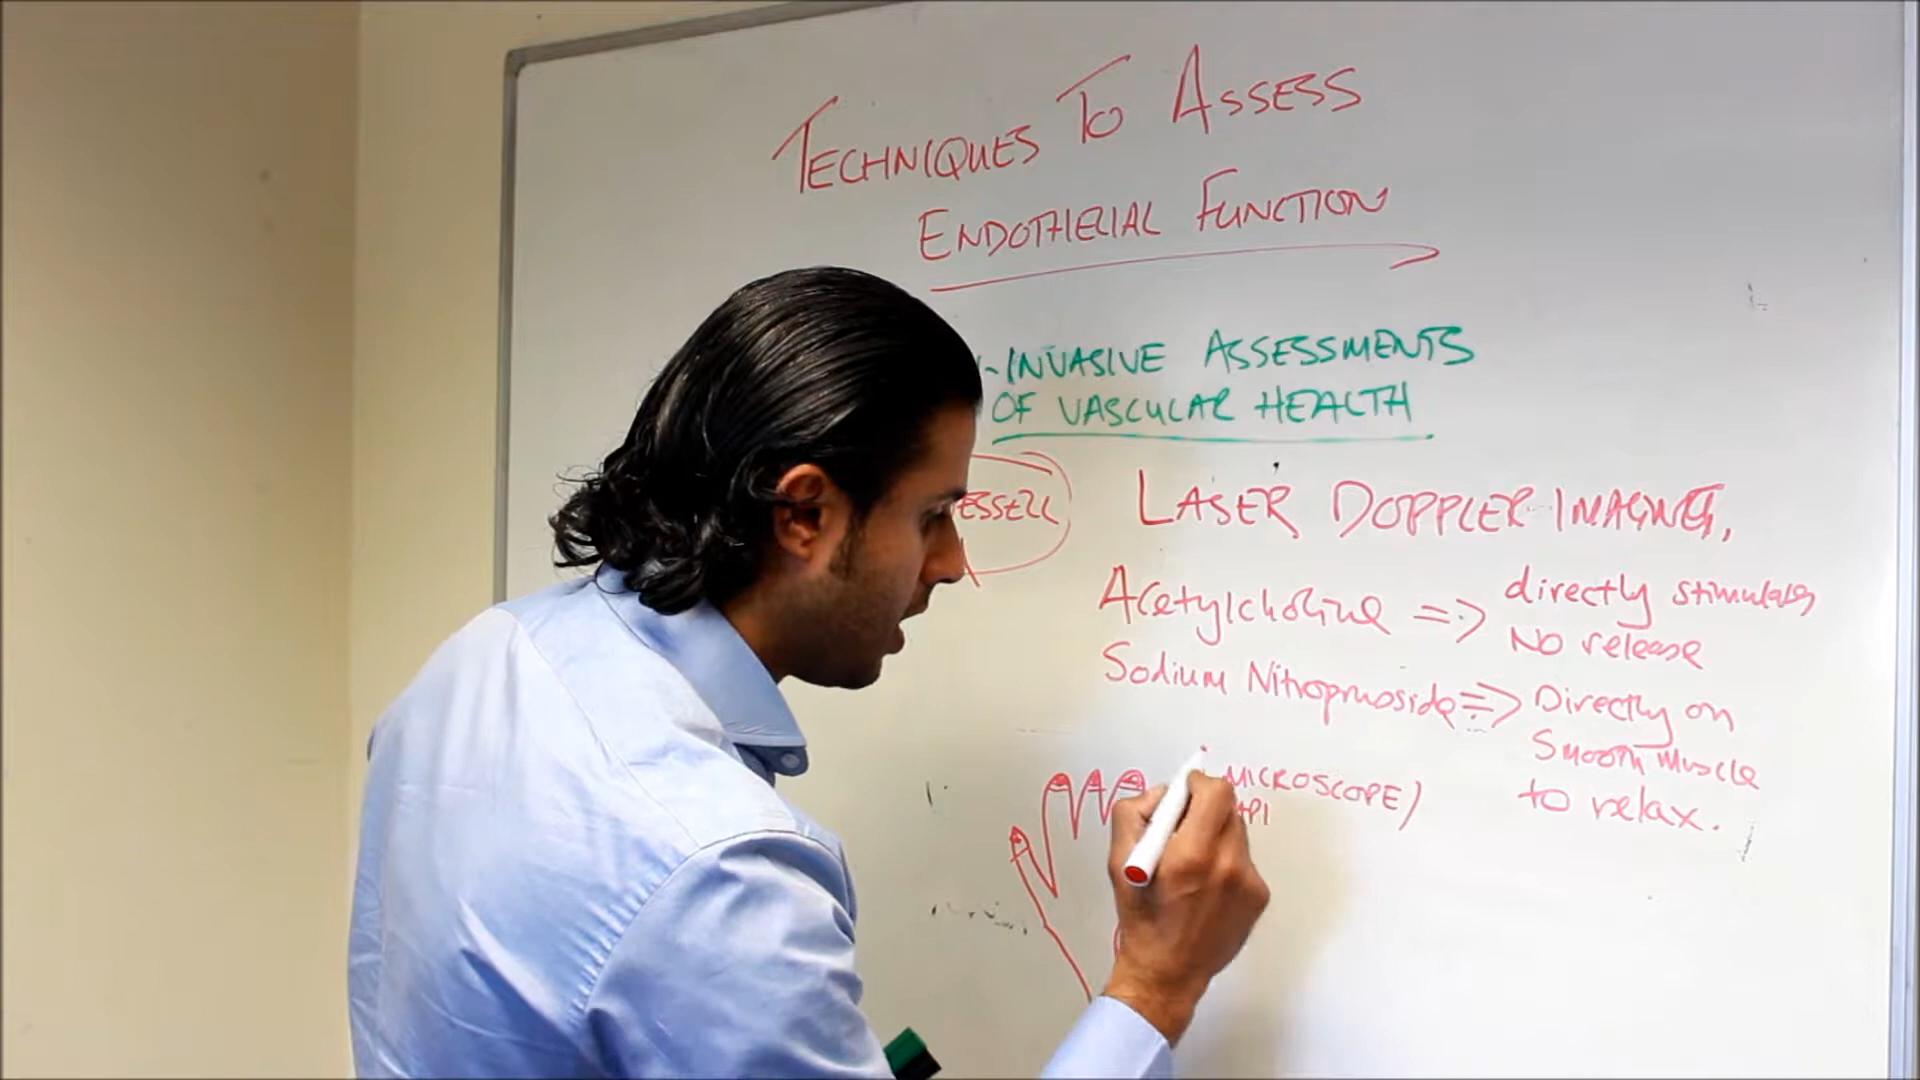 TECHNIQUES TO ASSESS
ENDOTHELIAL FUNCTION
-INVASIVE ASSESSMENTS
OF VASCULAR HEALTH
LASER DOPPLER IMAGING,
Acetylcholine => directly stimulates
NO release
Sodium Nitroprusside => Directly on
Smooth Muscle
to relax.
MICROSCOPE)